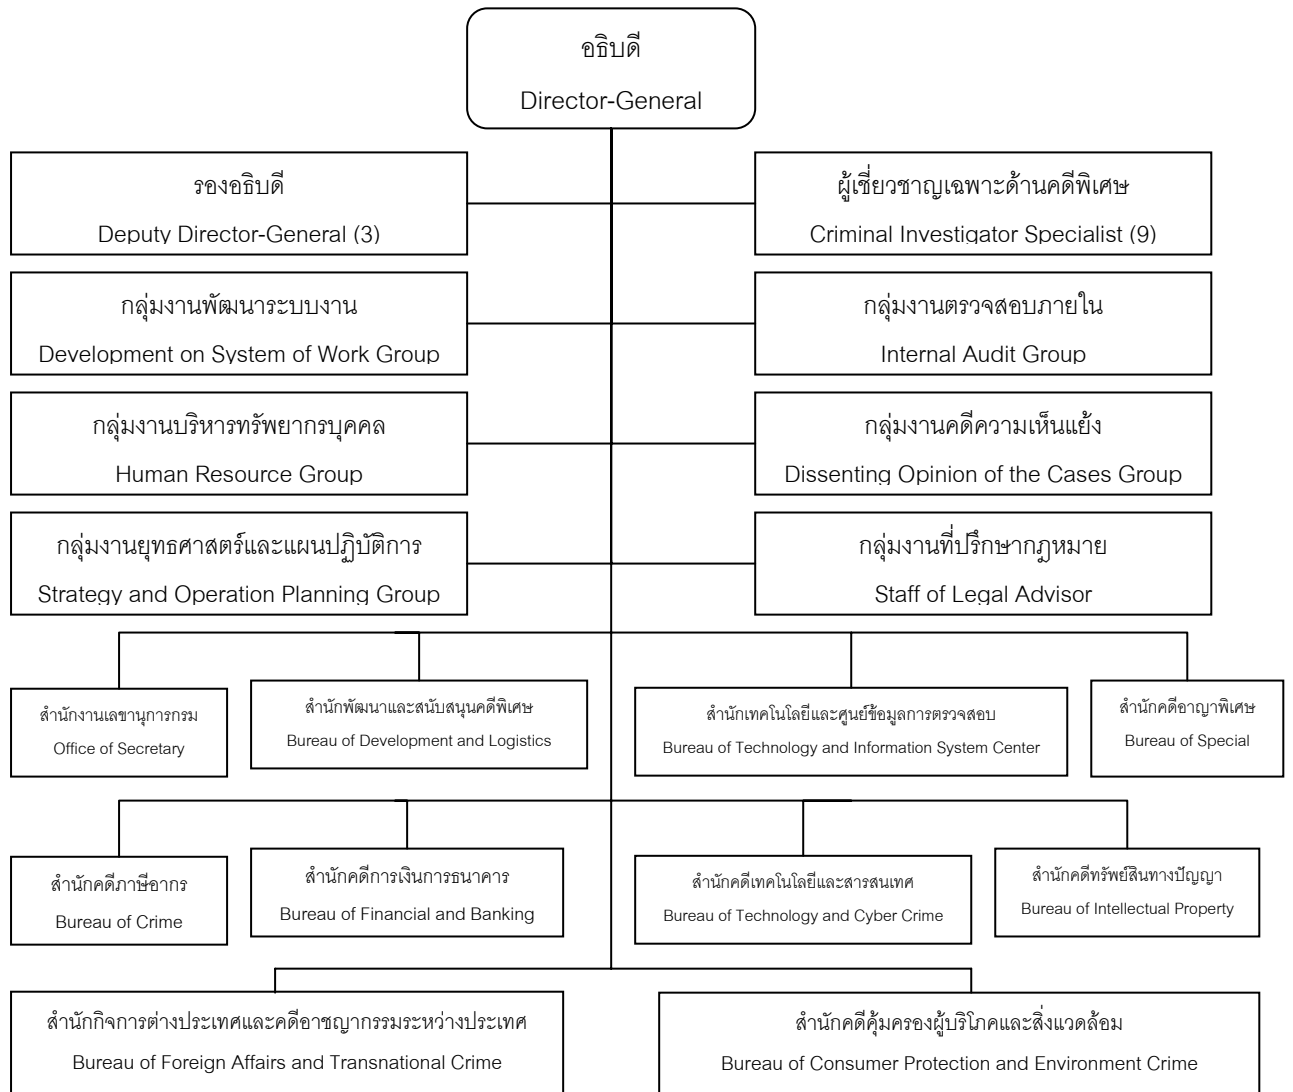 อธิบดี
Director-General
รองอธิบดี
Deputy Director-General (3)
ผู้เชี่ยวชาญเฉพาะด้านคดีพิเศษ
Criminal Investigator Specialist (9)
กลุ่มงานพัฒนาระบบงาน
Development on System of Work Group
กลุ่มงานตรวจสอบภายใน
Internal Audit Group
กลุ่มงานบริหารทรัพยากรบุคคล
Human Resource Group
กลุ่มงานคดีความเห็นแย้ง
Dissenting Opinion of the Cases Group
กลุ่มงานยุทธศาสตร์และแผนปฏิบัติการ
Strategy and Operation Planning Group
กลุ่มงานที่ปรึกษากฎหมาย
Staff of Legal Advisor
สำนักงานเลขานุการกรม
Office of Secretary
สำนักพัฒนาและสนับสนุนคดีพิเศษ
Bureau of Development and Logistics
สำนักเทคโนโลยีและศูนย์ข้อมูลการตรวจสอบ
Bureau of Technology and Information System Center
สำนักคดีอาญาพิเศษ
Bureau of Special
สำนักคดีภาษีอากร
Bureau of Crime
สำนักคดีการเงินการธนาคาร
Bureau of Financial and Banking
สำนักคดีเทคโนโลยีและสารสนเทศ
Bureau of Technology and Cyber Crime
สำนักคดีทรัพย์สินทางปัญญา
Bureau of Intellectual Property
สำนักกิจการต่างประเทศและคดีอาชญากรรมระหว่างประเทศ
Bureau of Foreign Affairs and Transnational Crime
สำนักคดีคุ้มครองผู้บริโภคและสิ่งแวดล้อม
Bureau of Consumer Protection and Environment Crime